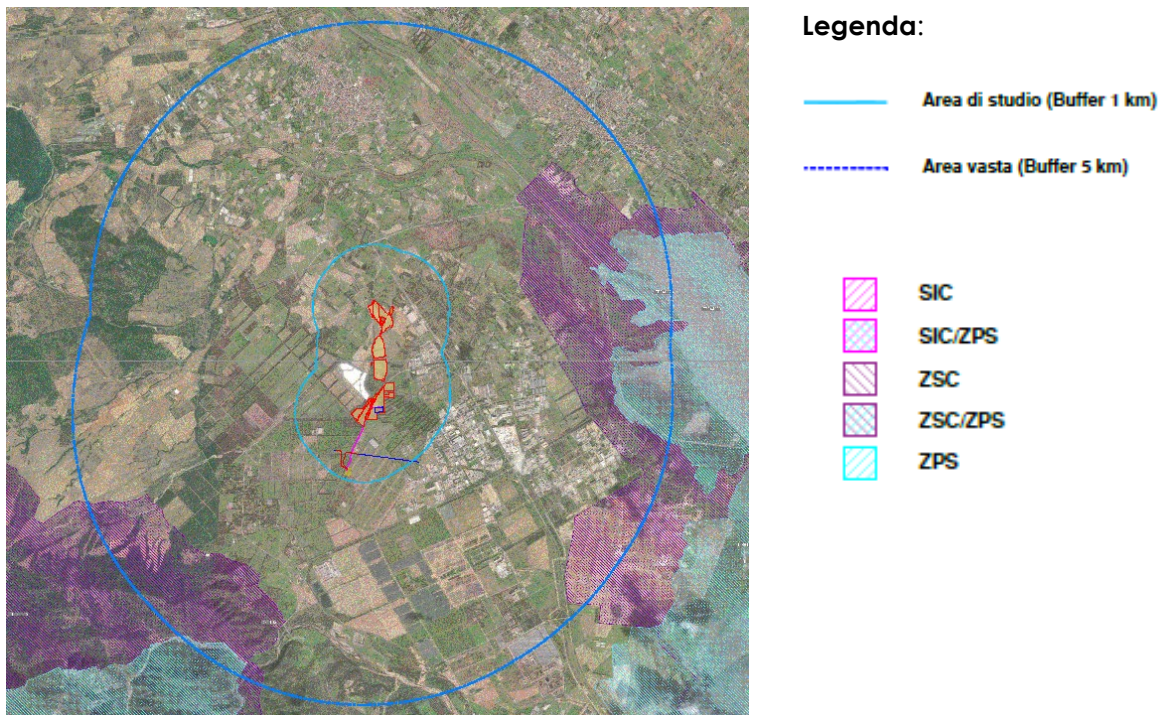 Legenda:
Area di studio (Buffer 1 km)
Area vasta (Buffer 5 km)
SIC
SIC/ZPS
ZSC
ZSC/ZPS
ZPS